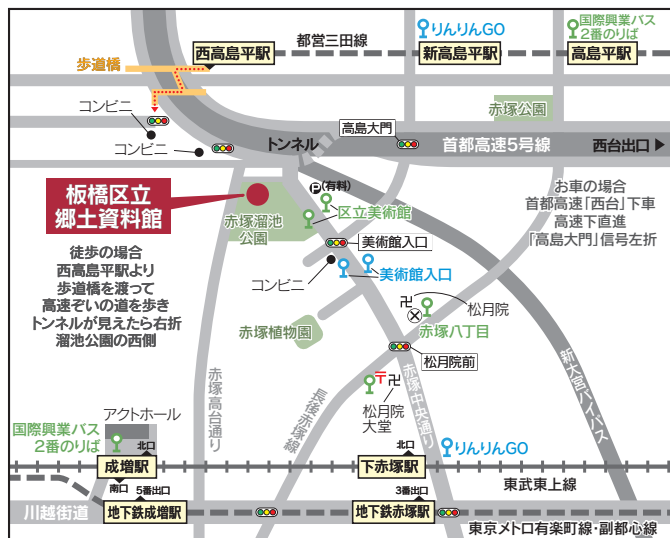 都営三田線
りんりんGO
国際興業バス
2番のりば
歩道橋
西高島平駅
新高島平駅
高島平駅
コンビニ
コンビニ
赤塚公園
高島大門
トンネル
首都高速5号線
西台出口
板橋区立
郷土資料館
赤塚溜池
公園
P
(有料)
区立美術館
お車の場合
首都高速「西台」下車
高速下直進
「高島大門」信号左折
美術館入口
徒歩の場合
西高島平駅より
歩道橋を渡って
高速ぞいの道を歩き
トンネルが見えたら右折
溜池公園の西側
コンビニ
美術館入口
卍
松月院
赤塚八丁目
赤塚植物園
松月院前
新大宮バイパス
赤塚高台通り
長後赤塚線
〒
卍
松月院
大堂
赤塚中央通り
アクトホール
国際興業バス
2番のりば
北口
成増駅
南口
5番出口
地下鉄成増駅
北口
下赤塚駅
りんりんGO
東武東上線
3番出口
地下鉄赤塚駅
川越街道
東京メトロ有楽町線・副都心線